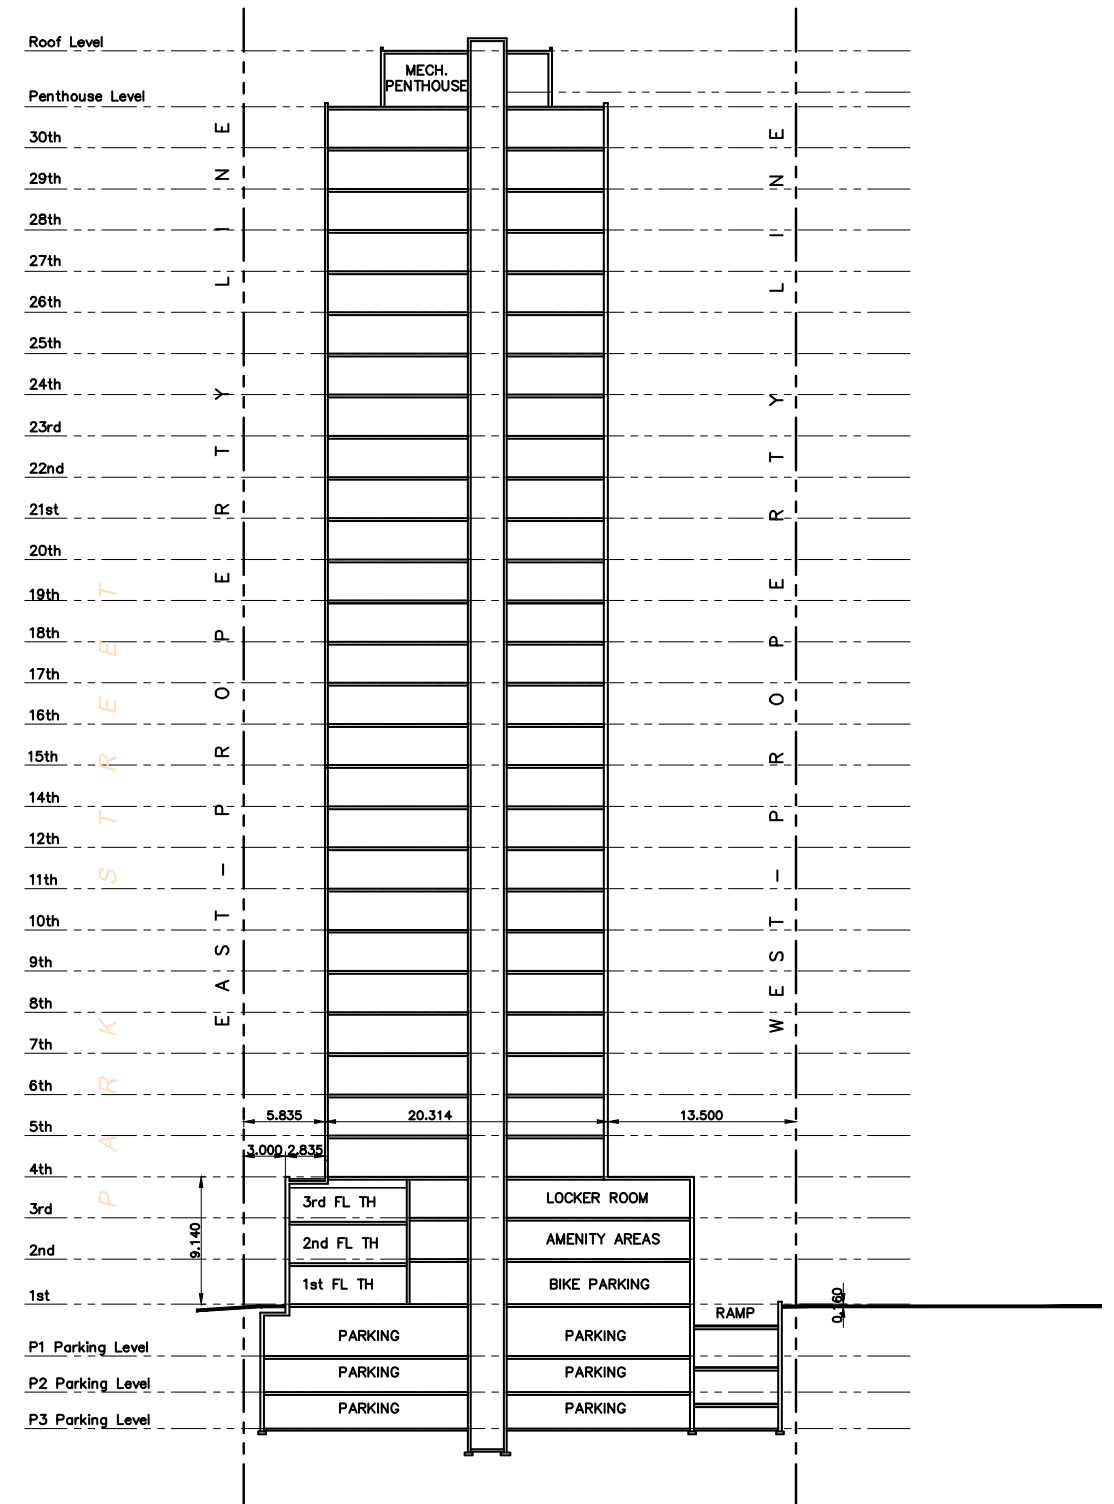 Roof Level
MECH.
PENTHOUSE
Penthouse Level
30th
29th
28th
27th
26th
25th
24th
23rd
22nd
21st
20th
19th
18th
17th
16th
15th
14th
12th
11th
10th
9th
8th
7th
6th
5th
4th
3rd
2nd
1st
P1 Parking Level
P2 Parking Level
P3 Parking Level
PARK STREET
EAST- PROPERTY LINE
WEST- PROPERTY LINE
5.835 20.314 13.500
3.000 2.835
9.140
3rd FL TH LOCKER ROOM
2nd FL TH AMENITY AREAS
1st FL TH BIKE PARKING
0.160
RAMP
PARKING PARKING
PARKING PARKING
PARKING PARKING